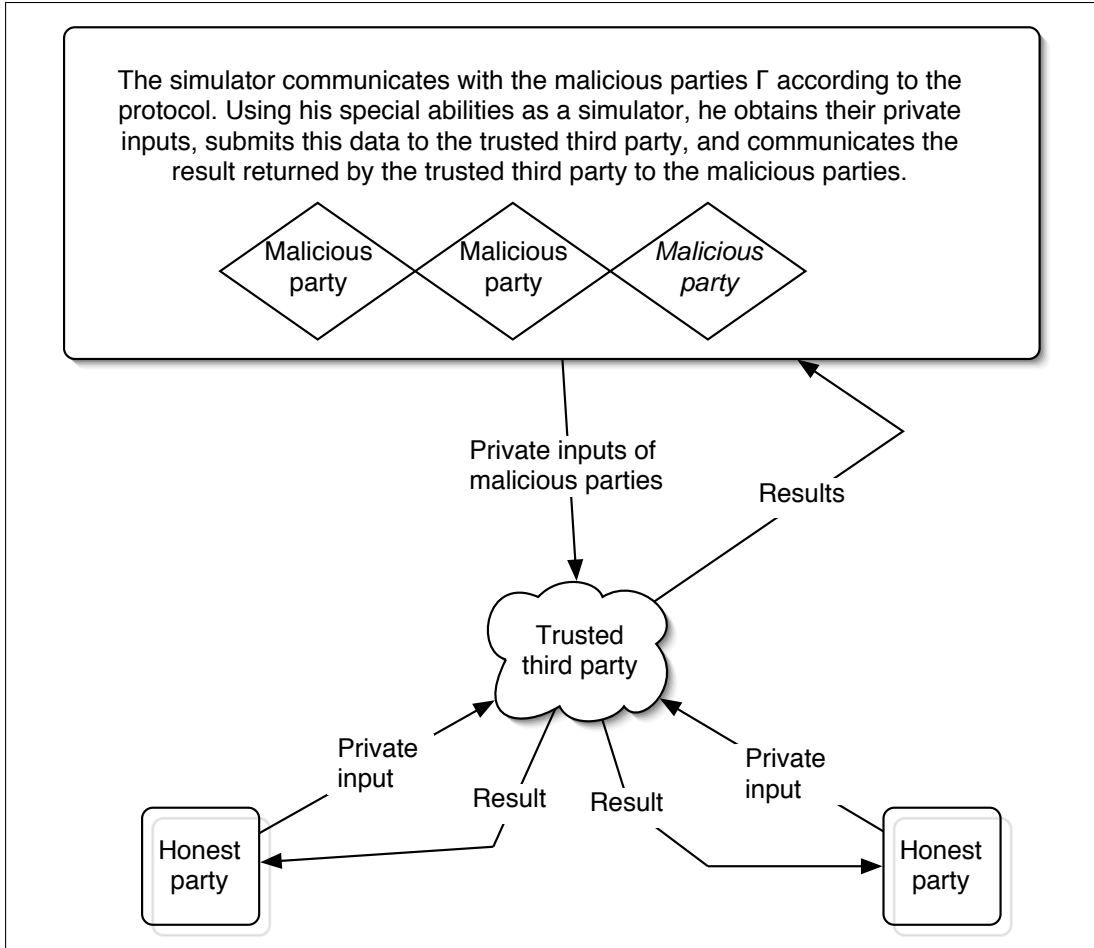 The simulator communicates with the malicious parties Γ according to the
protocol. Using his special abilities as a simulator, he obtains their private
inputs, submits this data to the trusted third party, and communicates the
result returned by the trusted third party to the malicious parties.
Malicious
party
Malicious
party
Malicious
party
Private inputs of
malicious parties
Results
Trusted
third party
Private
input
Result
Result
Private
input
Honest
party
Honest
party